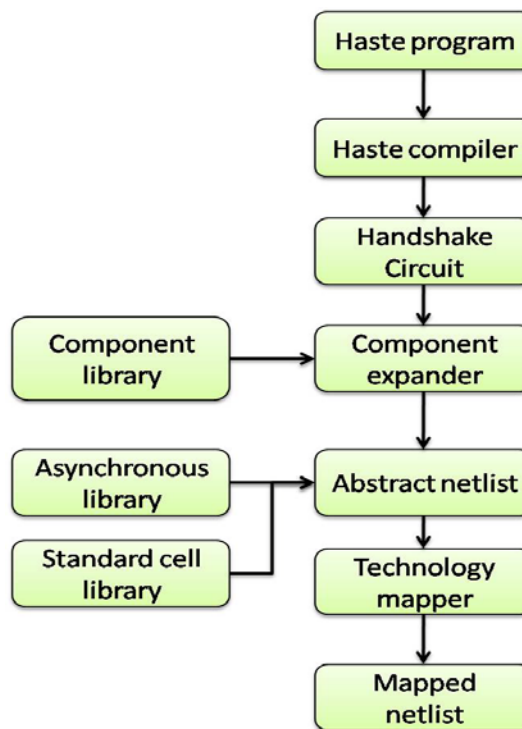 Haste program
Haste compiler
Handshake
Circuit
Component
library
Component
expander
Asynchronous
library
Abstract netlist
Standard cell
library
Technology
mapper
Mapped
netlist